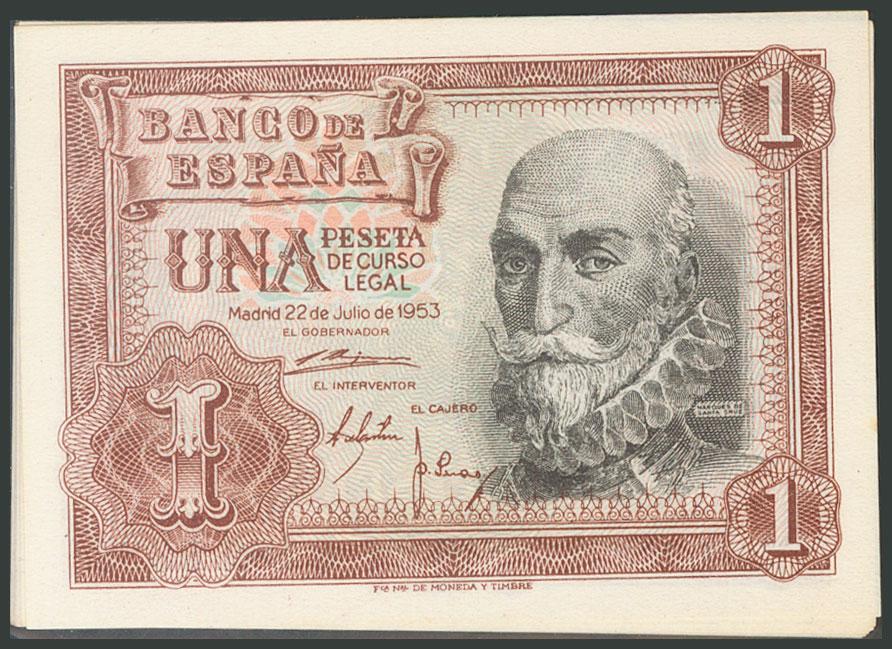 BANCO DE
ESPAÑA
1
UNA PESETA
DE CURSO
LEGAL
Madrid 22 de Julio de 1953
EL GOBERNADOR
EL INTERVENTOR
EL CAJERO
MARQUES DE
SANTA CRUZ
1
1
Fca Nal DE MONEDA Y TIMBRE